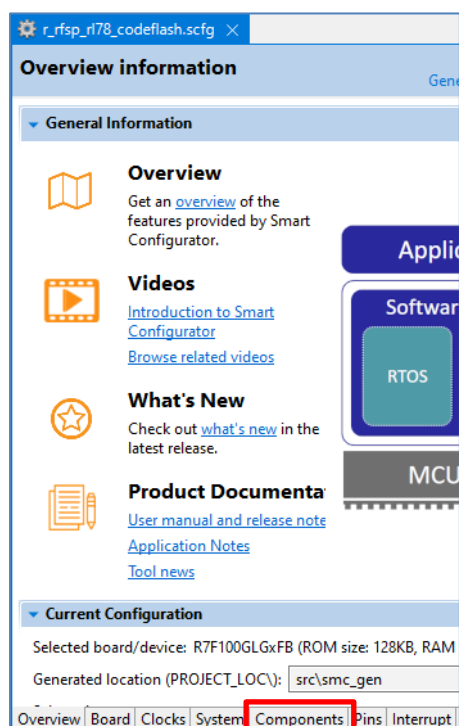 r_rfsp_rl78_codeflash.scfg
Overview information
Gene
General Information
Overview
Get an overview of the
features provided by Smart
Configurator.
Videos
Introduction to Smart
Configurator
Browse related videos
What's New
Check out what's new in the
latest release.
Product Documenta
User manual and release note
Application Notes
Tool news
Applic
Softwar
RTOS
MCU
Current Configuration
Selected board/device: R7F100GLGxFB (ROM size: 128KB, RAM
Generated location (PROJECT_LOC\): src\smc_gen
Overview Board Clocks System Components Pins Interrupt